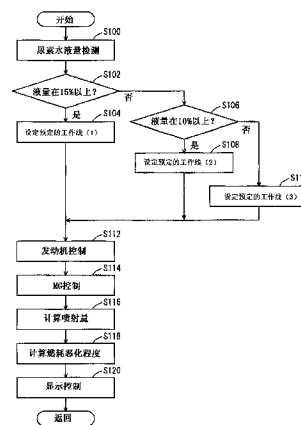 开始
S100
尿素水液量检测
S102
液量在15%以上?
否
是
S104
设定预定的工作线(1)
S106
液量在10%以上?
否
是
S108
设定预定的工作线(2)
S11
设定预定的工作线(3)
S112
发动机控制
S114
MG控制
S116
计算喷射量
S118
计算燃耗恶化程度
S120
显示控制
返回